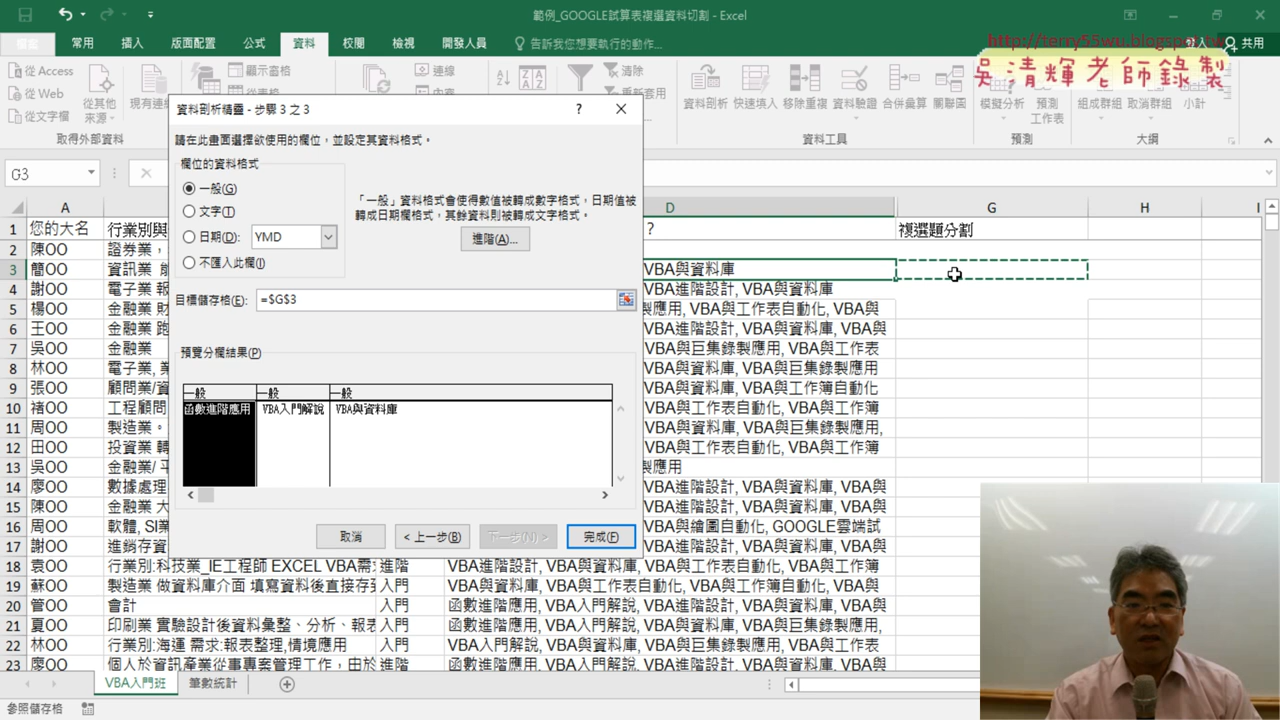 範例_GOOGLE試算表複選資料切割 - Excel
檔案 常用 插入 版面配置 公式 資料 校閱 檢視 開發人員 告訴我您想要執行的動作... 登入 共用
http://terry55wu.blogspot.tw
吳清輝老師錄製
從 Access
從 Web
從文字檔
從其他
來源
取得外部資料
現有連
顯示查詢
連線
清除
重新套用
資料剖析 快速填入 移除重複 資料驗證 合併彙算 關聯圖
資料工具
模擬分析 預測
工作表
預測
組成群組 取消群組 小計
大綱
資料剖析精靈 - 步驟 3 之 3
請在此畫面選擇欲使用的欄位，並設定其資料格式。
欄位的資料格式
一般(G)
文字(T)
日期(D): YMD
不匯入此欄(I)
「一般」資料格式會使得數值被轉成數字格式，日期值被
轉成日期欄格式，其餘資料則被轉成文字格式。
進階(A)...
目標儲存格(E): =$G$3
預覽分欄結果(P)
一般 一般 一般
函數進階應用 VBA入門解說 VBA與資料庫
取消 < 上一步(B) 下一步(N) > 完成(F)
G3
A D G H I
1 您的大名 行業別與 ? 複選題分割
2 陳OO 證券業，
3 簡OO 資訊業 VBA與資料庫
4 謝OO 電子業 報 VBA進階設計, VBA與資料庫
5 楊OO 金融業 財 製應用, VBA與工作表自動化, VBA與
6 王OO 金融業 跑 VBA進階設計, VBA與資料庫, VBA與
7 吳OO 金融業 VBA與巨集錄製應用, VBA與工作表
8 林OO 電子業, 業 VBA與資料庫, VBA與巨集錄製應用
9 張OO 顧問業/資 VBA與資料庫, VBA與工作簿自動化
10 褚OO 工程顧問 VBA與工作表自動化, VBA與工作簿
11 周OO 製造業。 VBA與資料庫, VBA與巨集錄製應用,
12 田OO 投資業 轉 VBA與工作表自動化, VBA與工作簿
13 吳OO 金融業/ 平 製應用
14 廖OO 數據處理 VBA進階設計, VBA與資料庫, VBA與
15 陳OO 金融業 大 VBA進階設計, VBA與資料庫, VBA與
16 周OO 軟體, SI業 VBA與繪圖自動化, GOOGLE雲端試
17 謝OO 進銷存資 VBA進階設計, VBA與資料庫, VBA與
18 袁OO 行業別:科技業_IE工程師 EXCEL VBA需 進階 VBA進階設計, VBA與資料庫, VBA與工作簿
19 蘇OO 製造業 做資料庫介面 填寫資料後直接存 入門 VBA與資料庫, VBA與工作表自動化, VBA與工作簿自動化, VBA與
20 管OO 會計 入門 函數進階應用, VBA入門解說, VBA進階設計, VBA與資料庫, VBA與
21 夏OO 印刷業 實驗設計後資料彙整、分析、報表 入門 函數進階應用, VBA入門解說, VBA與資料庫, VBA與巨集錄製應用,
22 林OO 行業別:海運 需求:報表整理,情境應用 入門 VBA入門解說, VBA與資料庫, VBA與巨集錄製應用, VBA與工作表
23 廖OO 個人於資訊產業從事專案管理工作，由於 進階 函數進階應用, VBA入門解說, VBA進階設計, VBA與資料庫, VBA與
VBA入門班 筆數統計
參照儲存格